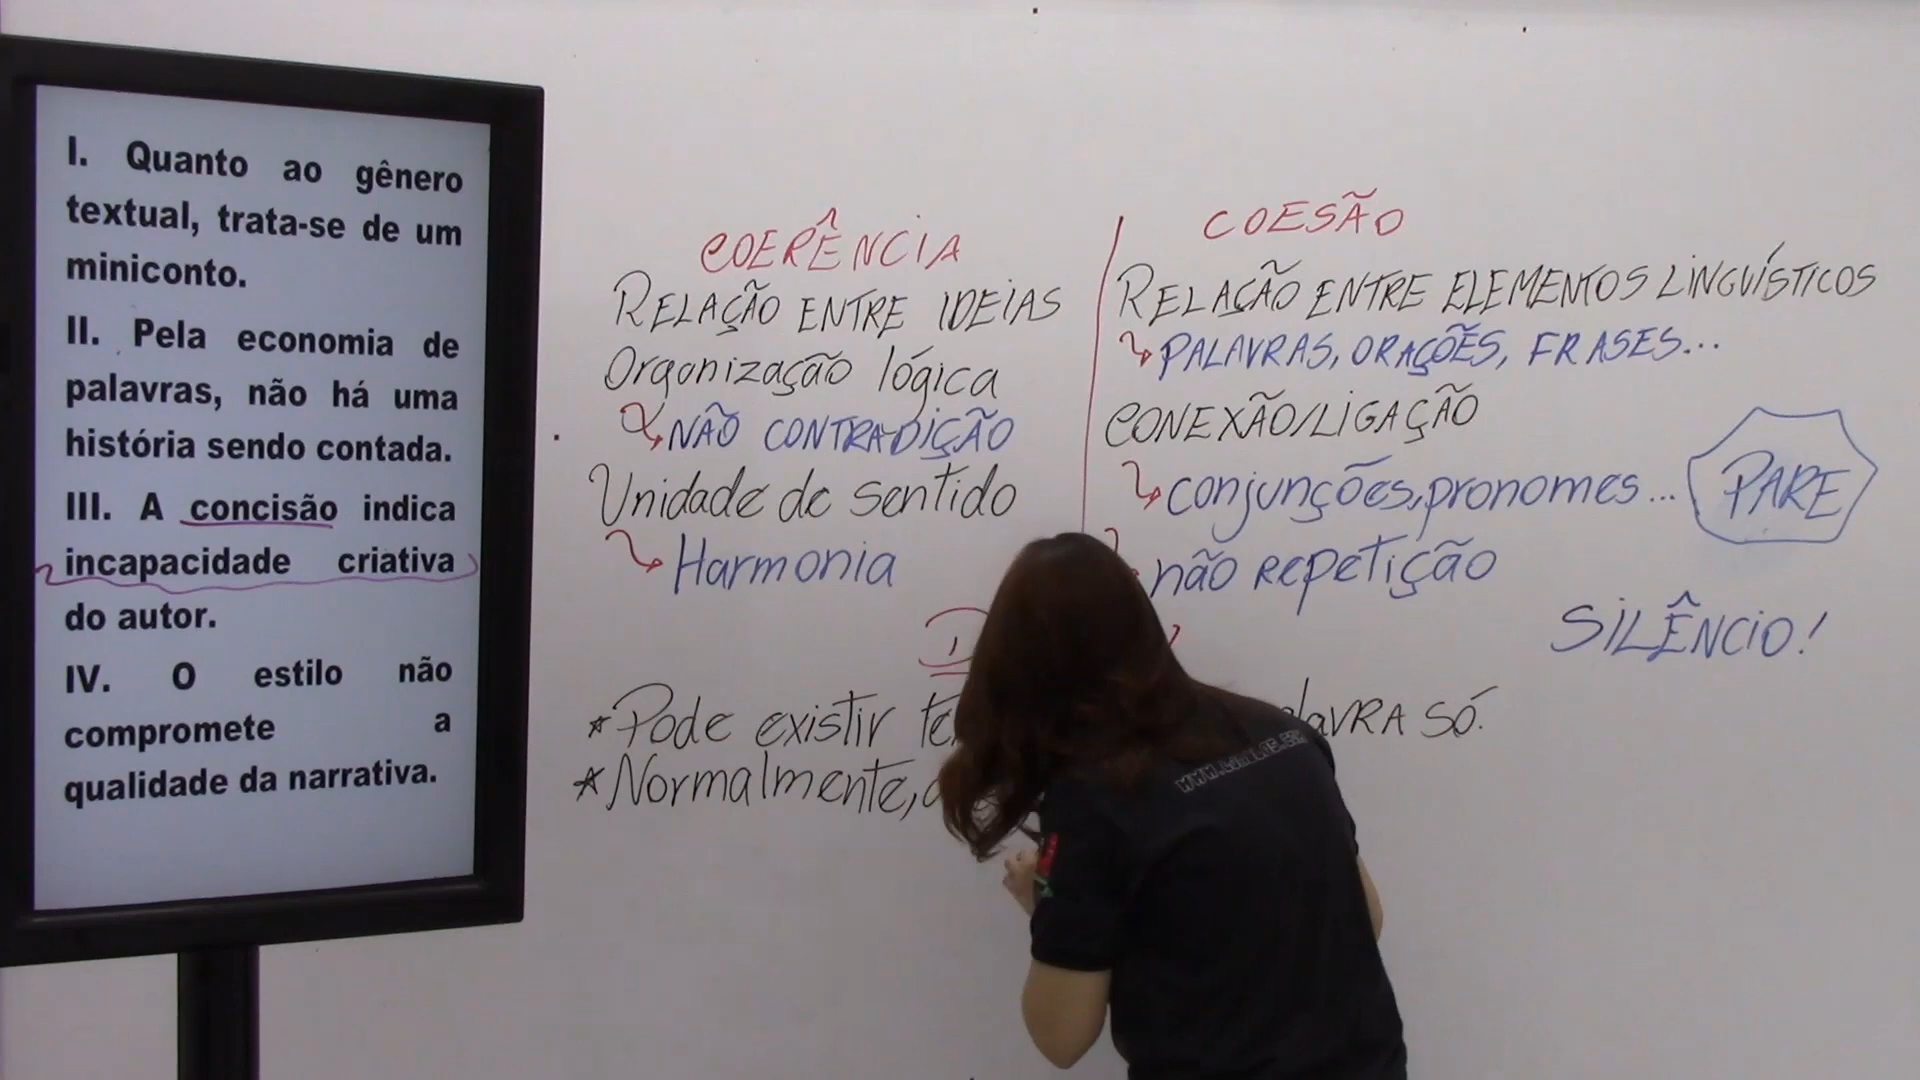 I. Quanto ao gênero
textual, trata-se de um
miniconto.
II. Pela economia de
palavras, não há uma
história sendo contada.
III. A concisão indica
incapacidade criativa
do autor.
IV. O estilo não
compromete a
qualidade da narrativa.
COERÊNCIA
RELAÇÃO ENTRE IDEIAS
Organização lógica
NÃO CONTRADIÇÃO
Unidade de sentido
Harmonia
COESÃO
RELAÇÃO ENTRE ELEMENTOS LINGUÍSTICOS
PALAVRAS, ORAÇÕES, FRASES...
CONEXÃO/LIGAÇÃO
conjunções, pronomes...
não REPETIÇÃO
PARE
SILÊNCIO!
*Pode existir SÓ.
*Normalmente,